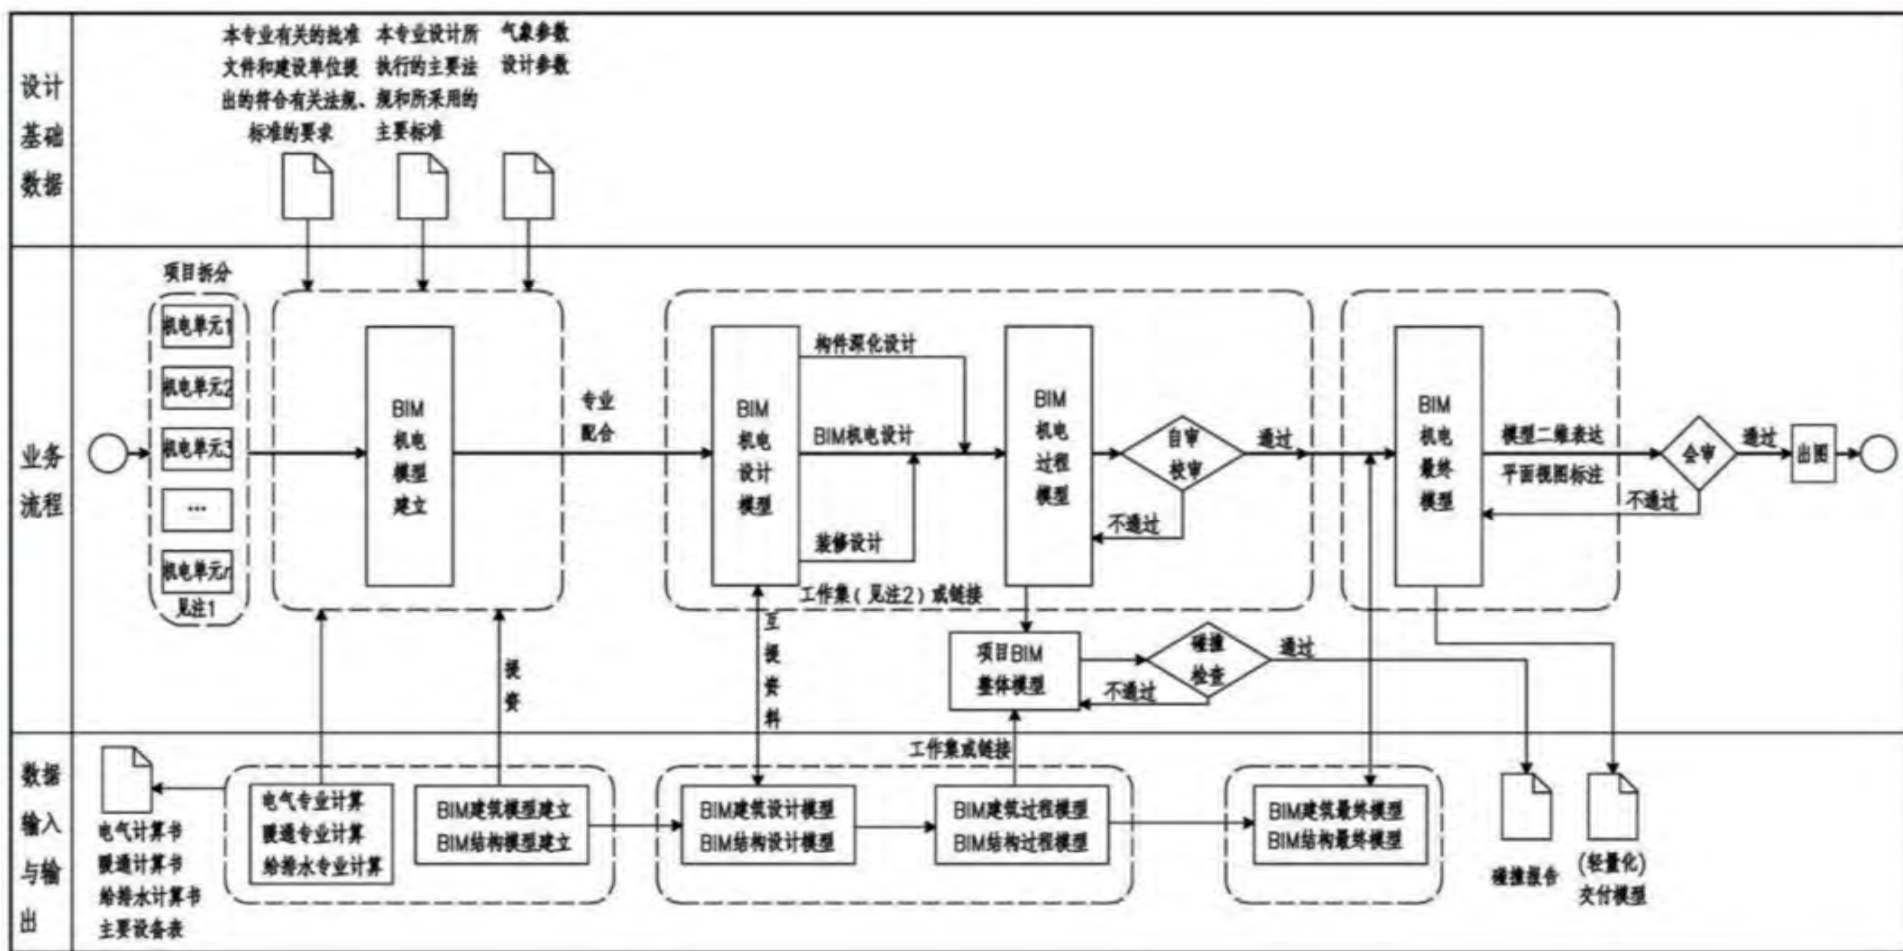 设计
基础
数据
本专业有关的批准
文件和建设单位提
出的符合有关法规、
标准的要求
本专业设计所
执行的主要法
规和所采用的
主要标准
气象参数
设计参数
业务
流程
项目拆分
机电单元1
机电单元2
机电单元3
...
机电单元n
见注1
BIM
机电
模型
建立
专业
配合
BIM
机电
设计
模型
构件深化设计
BIM机电设计
装修设计
BIM
机电
过程
模型
自审
校审
通过
不通过
工作集(见注2)或链接
BIM
机电
最终
模型
模型二维表达
平面视图标注
会审
通过
不通过
出图
提
资
互
提
资
料
项目BIM
整体模型
碰撞
检查
通过
不通过
工作集或链接
数据
输入
与输
出
电气计算书
暖通计算书
给排水计算书
主要设备表
电气专业计算
暖通专业计算
给排水专业计算
BIM建筑模型建立
BIM结构模型建立
BIM建筑设计模型
BIM结构设计模型
BIM建筑过程模型
BIM结构过程模型
BIM建筑最终模型
BIM结构最终模型
碰撞报告
(轻量化)
交付模型